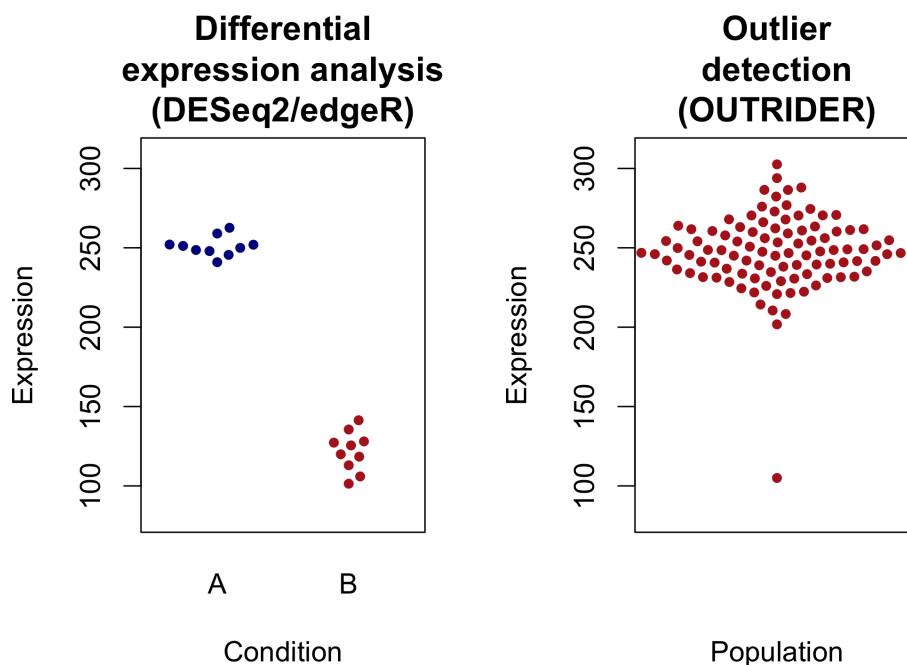 Differential
expression analysis
(DESeq2/edgeR)
Expression
300
250
200
150
100
A B
Condition
Outlier
detection
(OUTRIDER)
Expression
300
250
200
150
100
Population